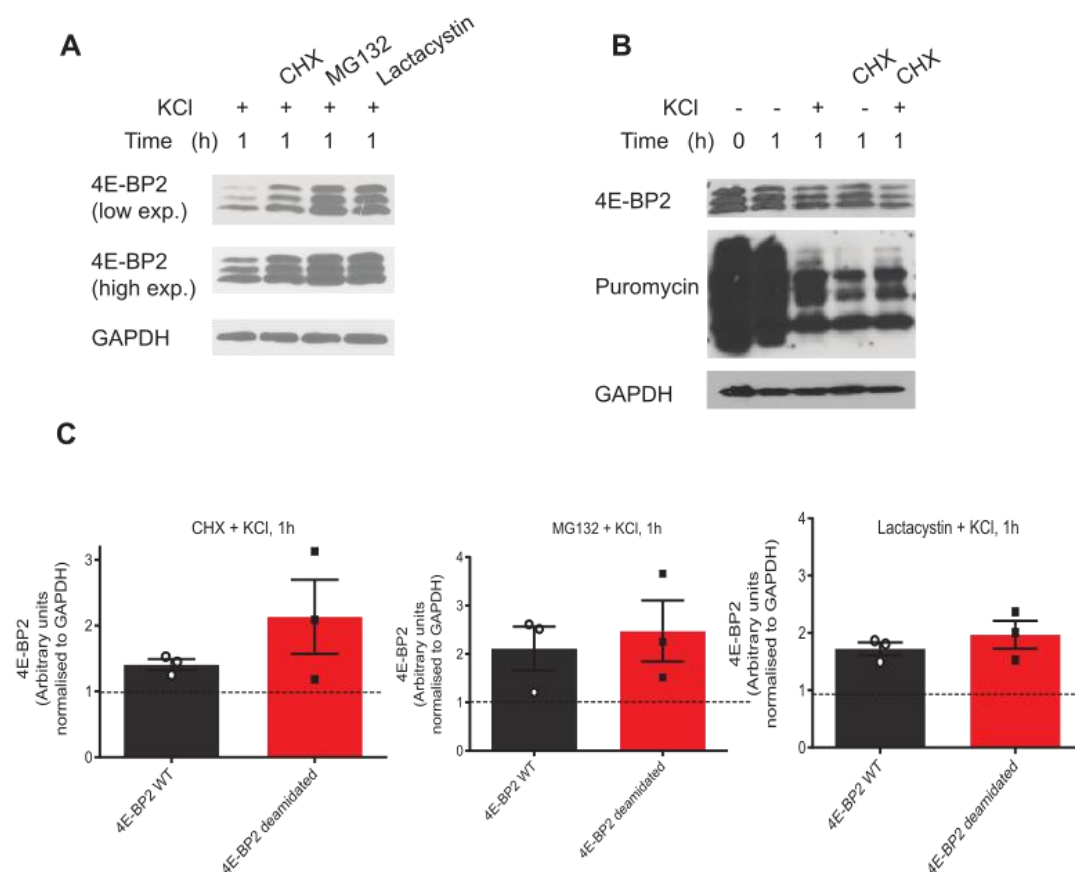 A
CHX MG132 Lactacystin
KCl + + + +
Time (h) 1 1 1 1
4E-BP2
(low exp.)
4E-BP2
(high exp.)
GAPDH
B
CHX CHX
KCl - - + - +
Time (h) 0 1 1 1 1
4E-BP2
Puromycin
GAPDH
C
CHX + KCl, 1h
4E-BP2
(Arbitrary units
normalised to GAPDH)
3
2
1
0
4E-BP2 WT
4E-BP2 deamidated
MG132 + KCl, 1h
4E-BP2
(Arbitrary units
normalised to GAPDH)
4
3
2
1
0
4E-BP2 WT
4E-BP2 deamidated
Lactacystin + KCl, 1h
4E-BP2
(Arbitrary units
normalised to GAPDH)
4
3
2
1
0
4E-BP2 WT
4E-BP2 deamidated